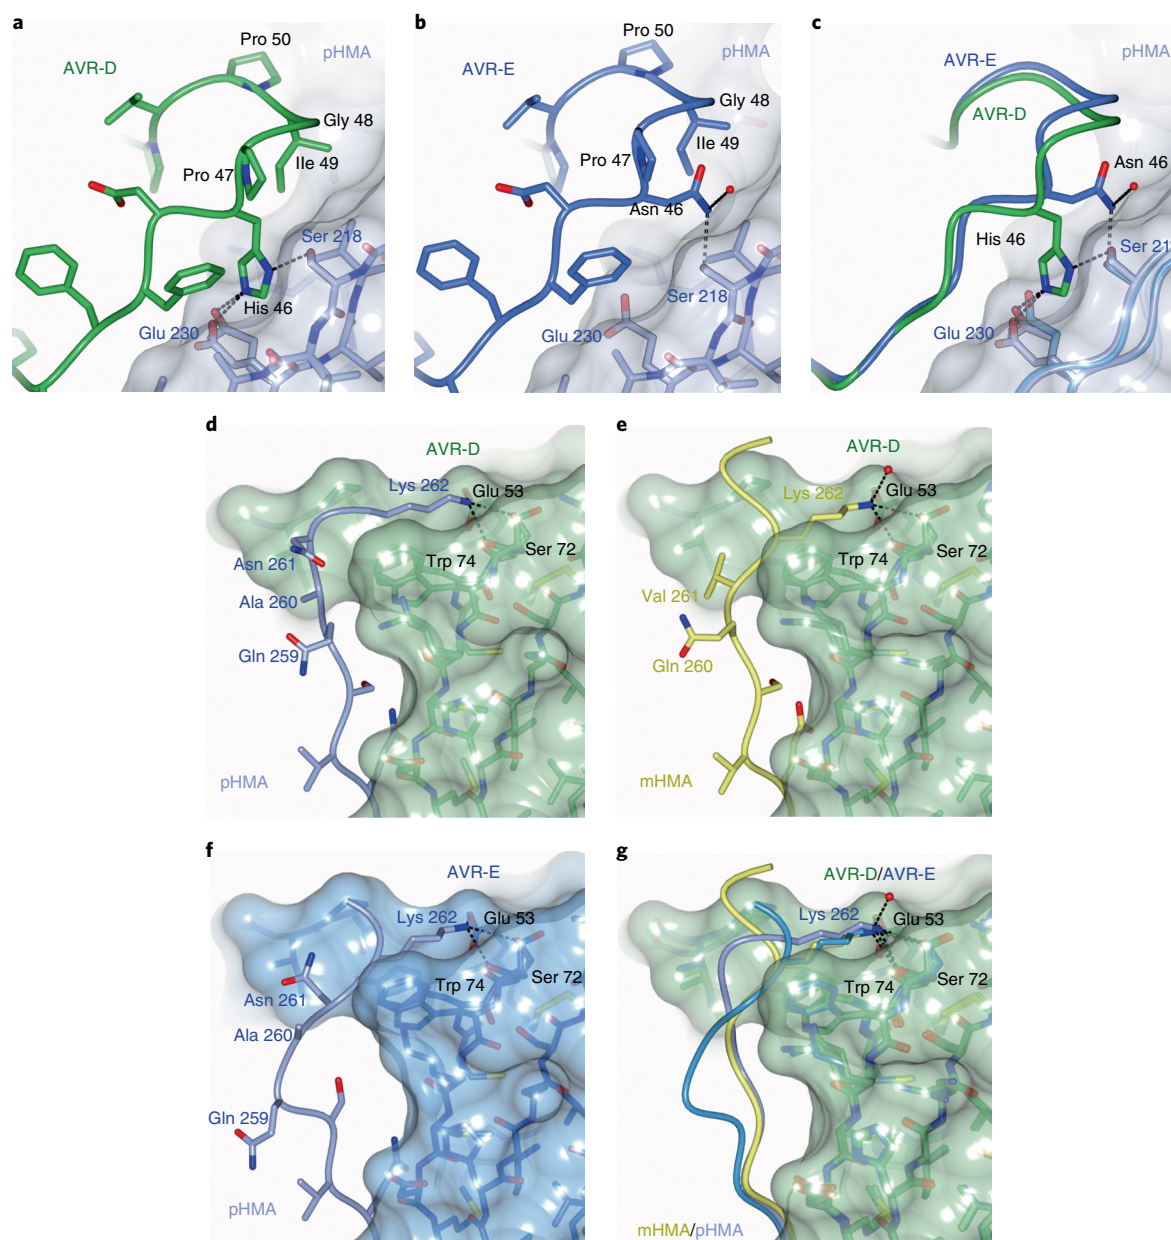 a
AVR-D
Pro 50
pHMA
Gly 48
Ile 49
Pro 47
Ser 218
His 46
Glu 230
b
AVR-E
Pro 50
pHMA
Gly 48
Ile 49
Pro 47
Asn 46
Ser 218
Glu 230
c
AVR-E
pHMA
AVR-D
Asn 46
His 46
Ser 21
Glu 230
d
AVR-D
Lys 262
Glu 53
Ser 72
Trp 74
Asn 261
Ala 260
Gln 259
pHMA
e
AVR-D
Lys 262
Glu 53
Ser 72
Trp 74
Val 261
Gln 260
mHMA
f
AVR-E
Lys 262
Glu 53
Ser 72
Trp 74
Asn 261
Ala 260
Gln 259
pHMA
g
AVR-D/AVR-E
Lys 262
Glu 53
Ser 72
Trp 74
mHMA/pHMA